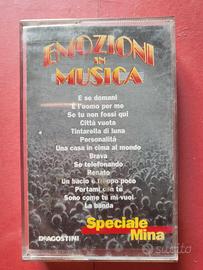 EMOZIONI
IN
MUSICA
E se domani
È l'uomo per me
Se tu non fossi qui
Città vuota
Tintarella di luna
Personalità
Una casa in cima al mondo
Brava
Se telefonando
Renato
Un bacio è troppo poco
Portami con te
Sono come tu mi vuoi
La banda
Speciale
Mina
DeAGOSTINI
subito